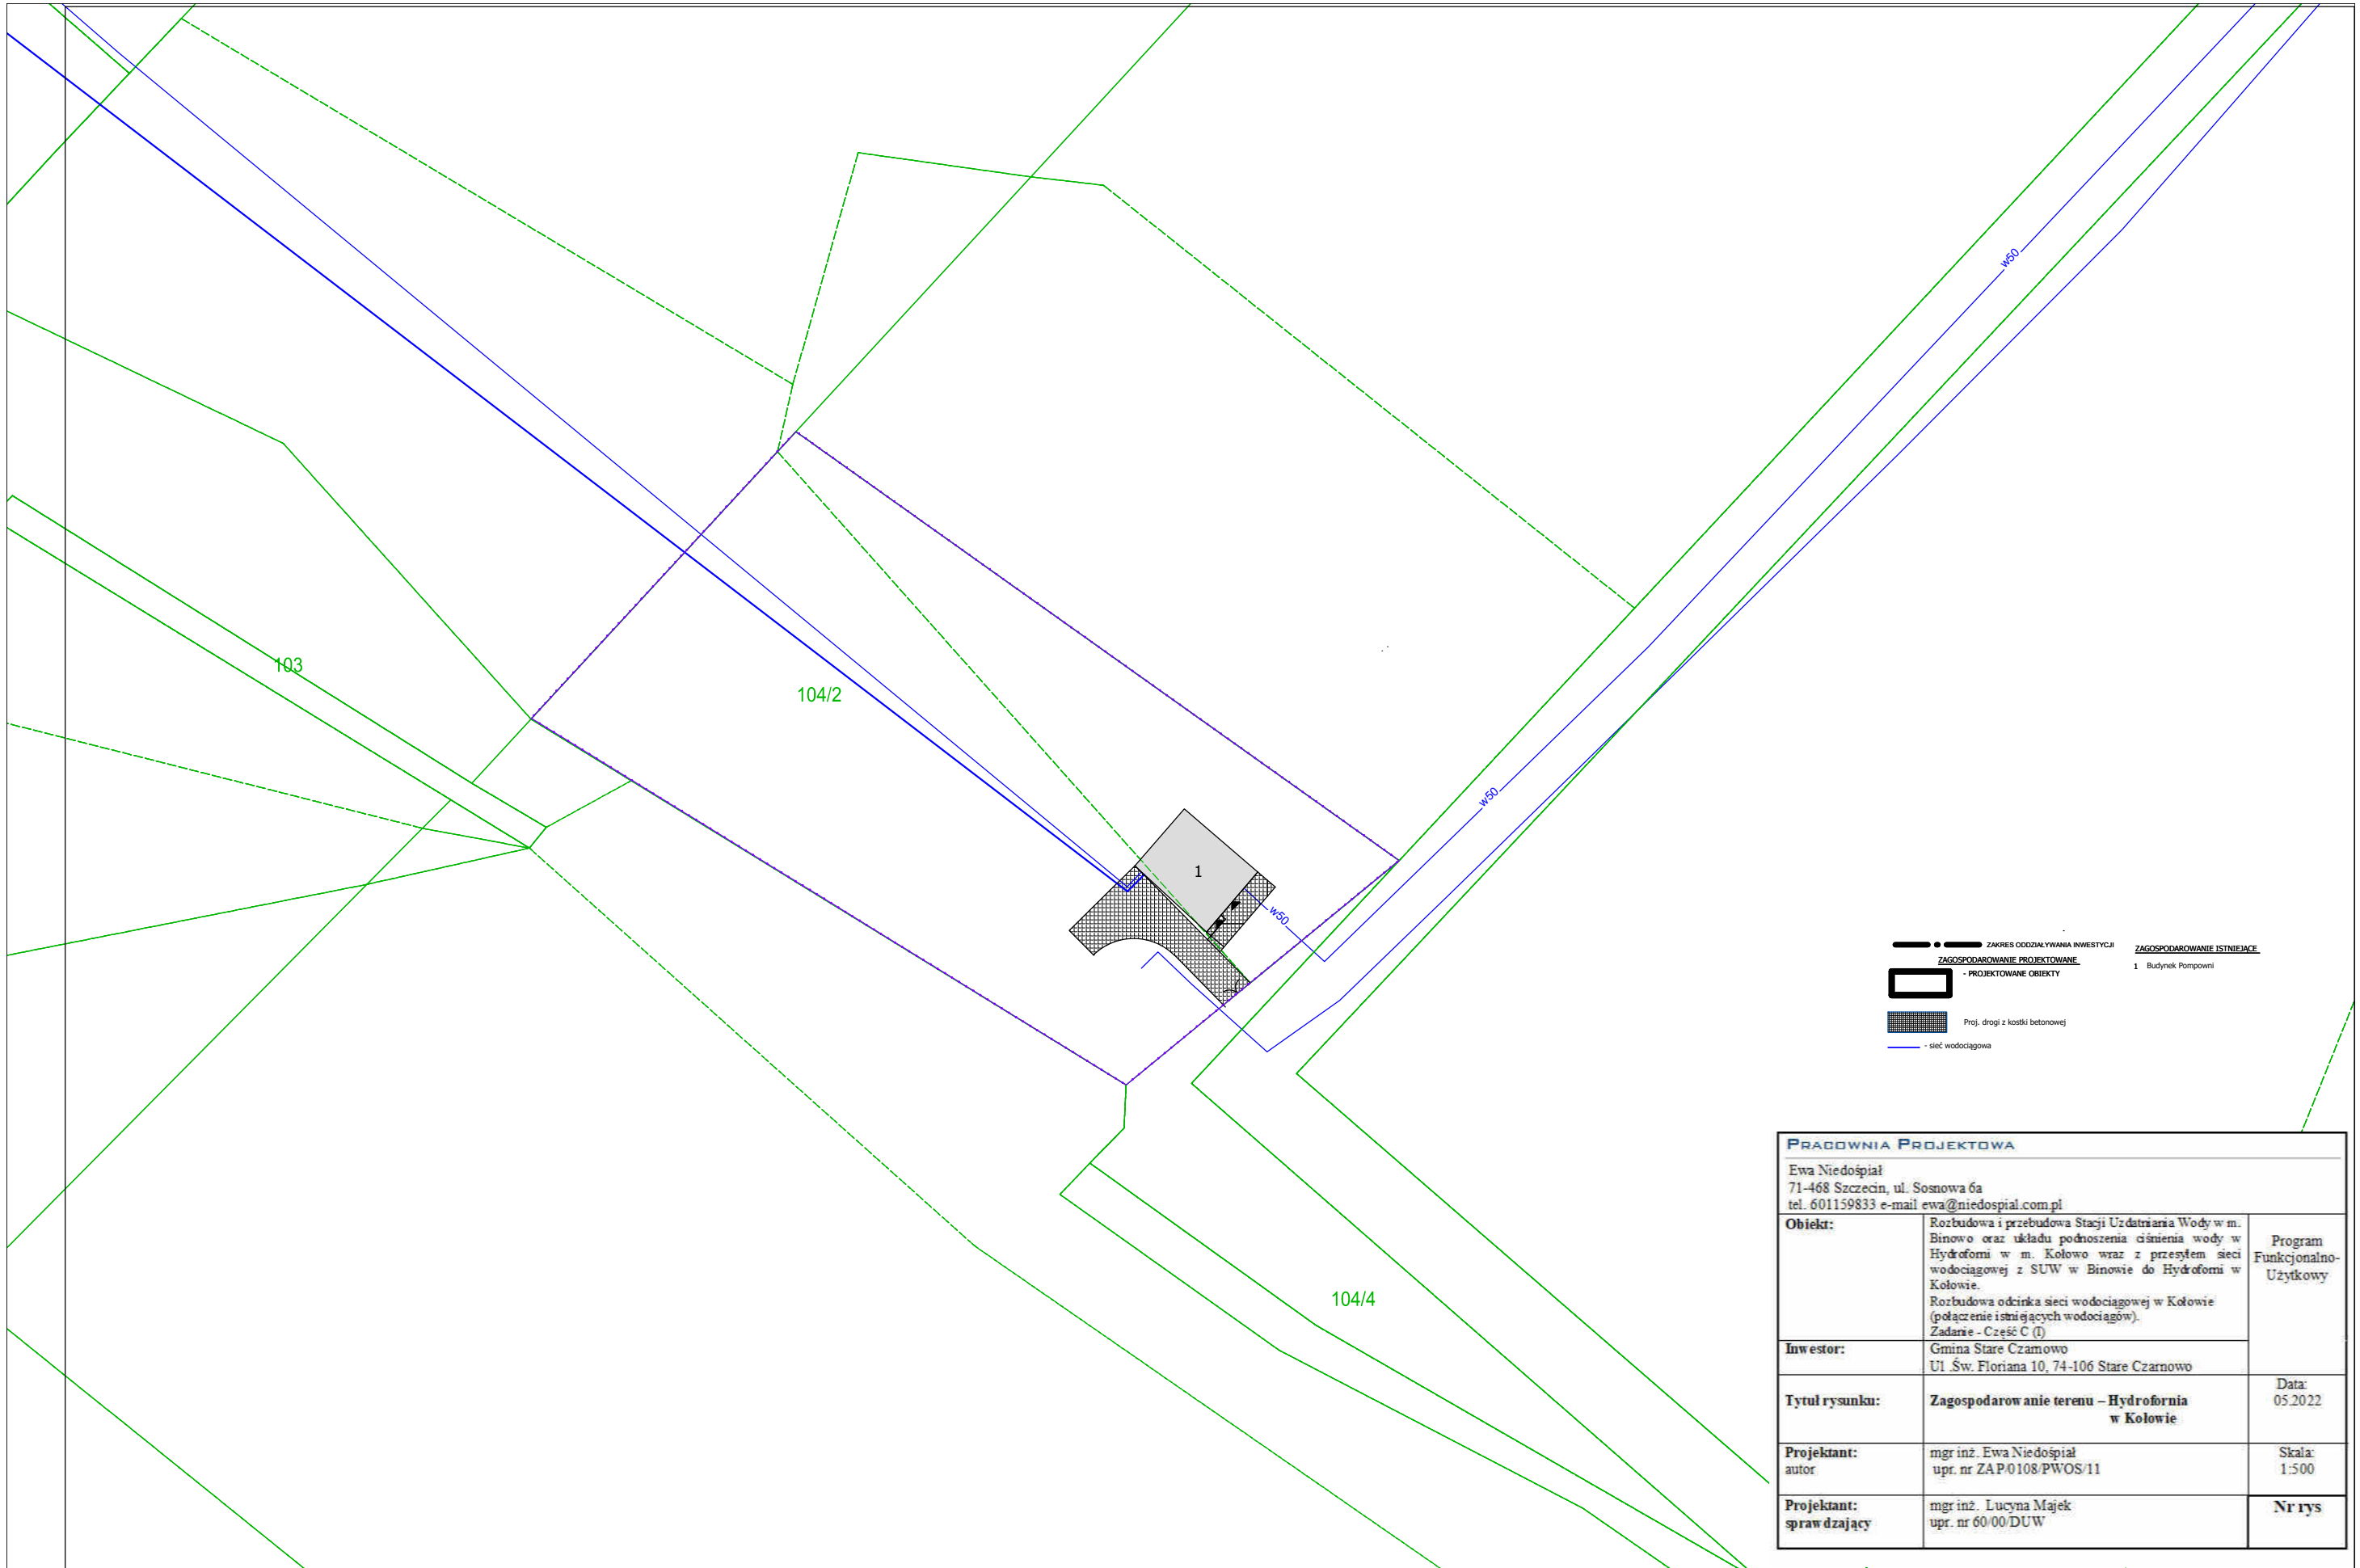 w50
103
104/2
w50
1
w50
ZAKRES ODDZIAŁYWANIA INWESTYCJI
ZAGOSPODAROWANIE ISTNIEJĄCE
ZAGOSPODAROWANIE PROJEKTOWANE
1 Budynek Pompowni
- PROJEKTOWANE OBIEKTY
Proj. drogi z kostki betonowej
- sieć wodociągowa
104/4
PRACOWNIA PROJEKTOWA
Ewa Niedośpiał
71-468 Szczecin, ul. Sosnowa 6a
tel. 601159833 e-mail ewa@niedospial.com.pl
Obiekt:
Rozbudowa i przebudowa Stacji Uzdatniania Wody w m.
Binowo oraz układu podnoszenia ciśnienia wody w
Hydroforni w m. Kołowo wraz z przesyłem sieci
wodociągowej z SUW w Binowie do Hydroforni w
Kołowie.
Rozbudowa odcinka sieci wodociągowej w Kołowie
(połączenie istniejących wodociągów).
Zadanie - Część C (I)
Program
Funkcjonalno-
Użytkowy
Inwestor:
Gmina Stare Czarnowo
Ul .Św. Floriana 10, 74-106 Stare Czarnowo
Tytuł rysunku:
Zagospodarowanie terenu – Hydrofornia
w Kołowie
Data:
05.2022
Projektant:
autor
mgr inż. Ewa Niedośpiał
upr. nr ZAP/0108/PWOS/11
Skala:
1:500
Projektant:
sprawdzający
mgr inż. Lucyna Majek
upr. nr 60/00/DUW
Nr rys